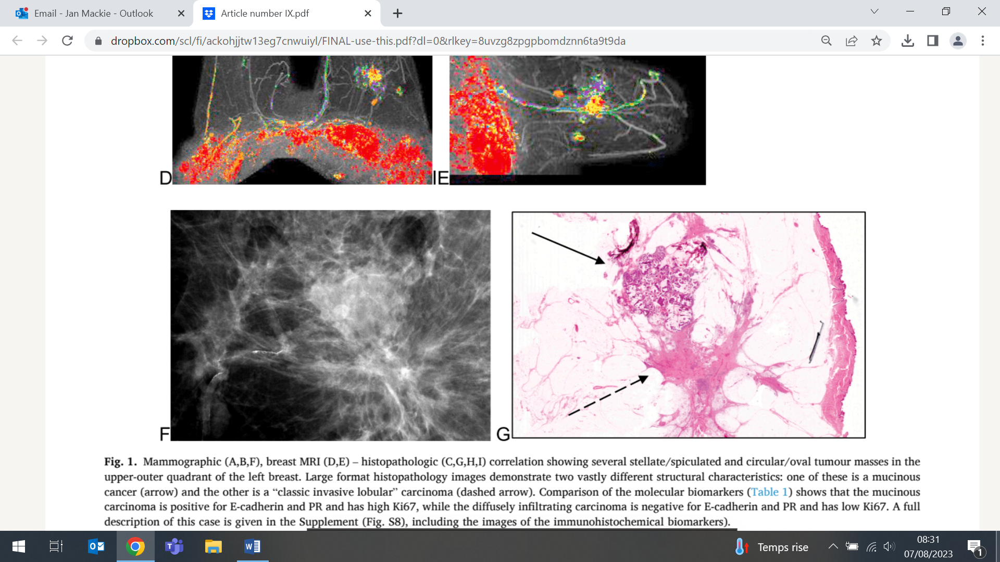 Email - Jan Mackie - Outlook
Article number IX.pdf
dropbox.com/scl/fi/ackohjjtw13eg7cnwuiyl/FINAL-use-this.pdf?dl=0&rlkey=8uvzg8zpgpbomdznn6ta9t9da
D
IE
F
G
Fig. 1. Mammographic (A,B,F), breast MRI (D,E) – histopathologic (C,G,H,I) correlation showing several stellate/spiculated and circular/oval tumour masses in the
upper-outer quadrant of the left breast. Large format histopathology images demonstrate two vastly different structural characteristics: one of these is a mucinous
cancer (arrow) and the other is a “classic invasive lobular” carcinoma (dashed arrow). Comparison of the molecular biomarkers (Table 1) shows that the mucinous
carcinoma is positive for E-cadherin and PR and has high Ki67, while the diffusely infiltrating carcinoma is negative for E-cadherin and PR and has low Ki67. A full
description of this case is given in the Supplement (Fig. S8), including the images of the immunohistochemical biomarkers).
Temps rise
08:31
07/08/2023
1